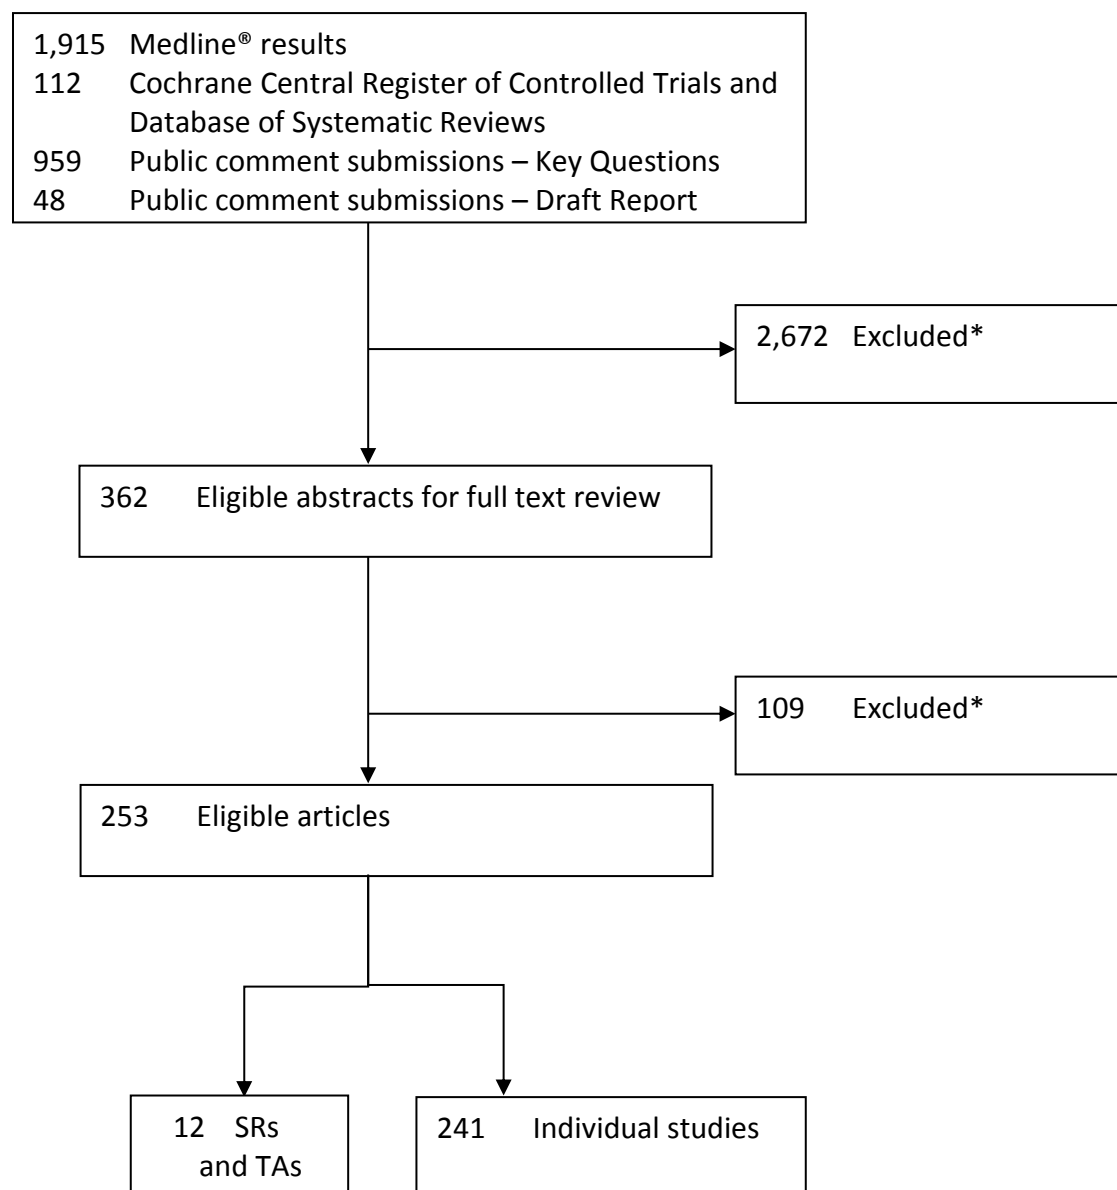 1,915 Medline® results
112 Cochrane Central Register of Controlled Trials and
Database of Systematic Reviews
959 Public comment submissions – Key Questions
48 Public comment submissions – Draft Report
2,672 Excluded*
362 Eligible abstracts for full text review
109 Excluded*
253 Eligible articles
12 SRs
and TAs
241 Individual studies